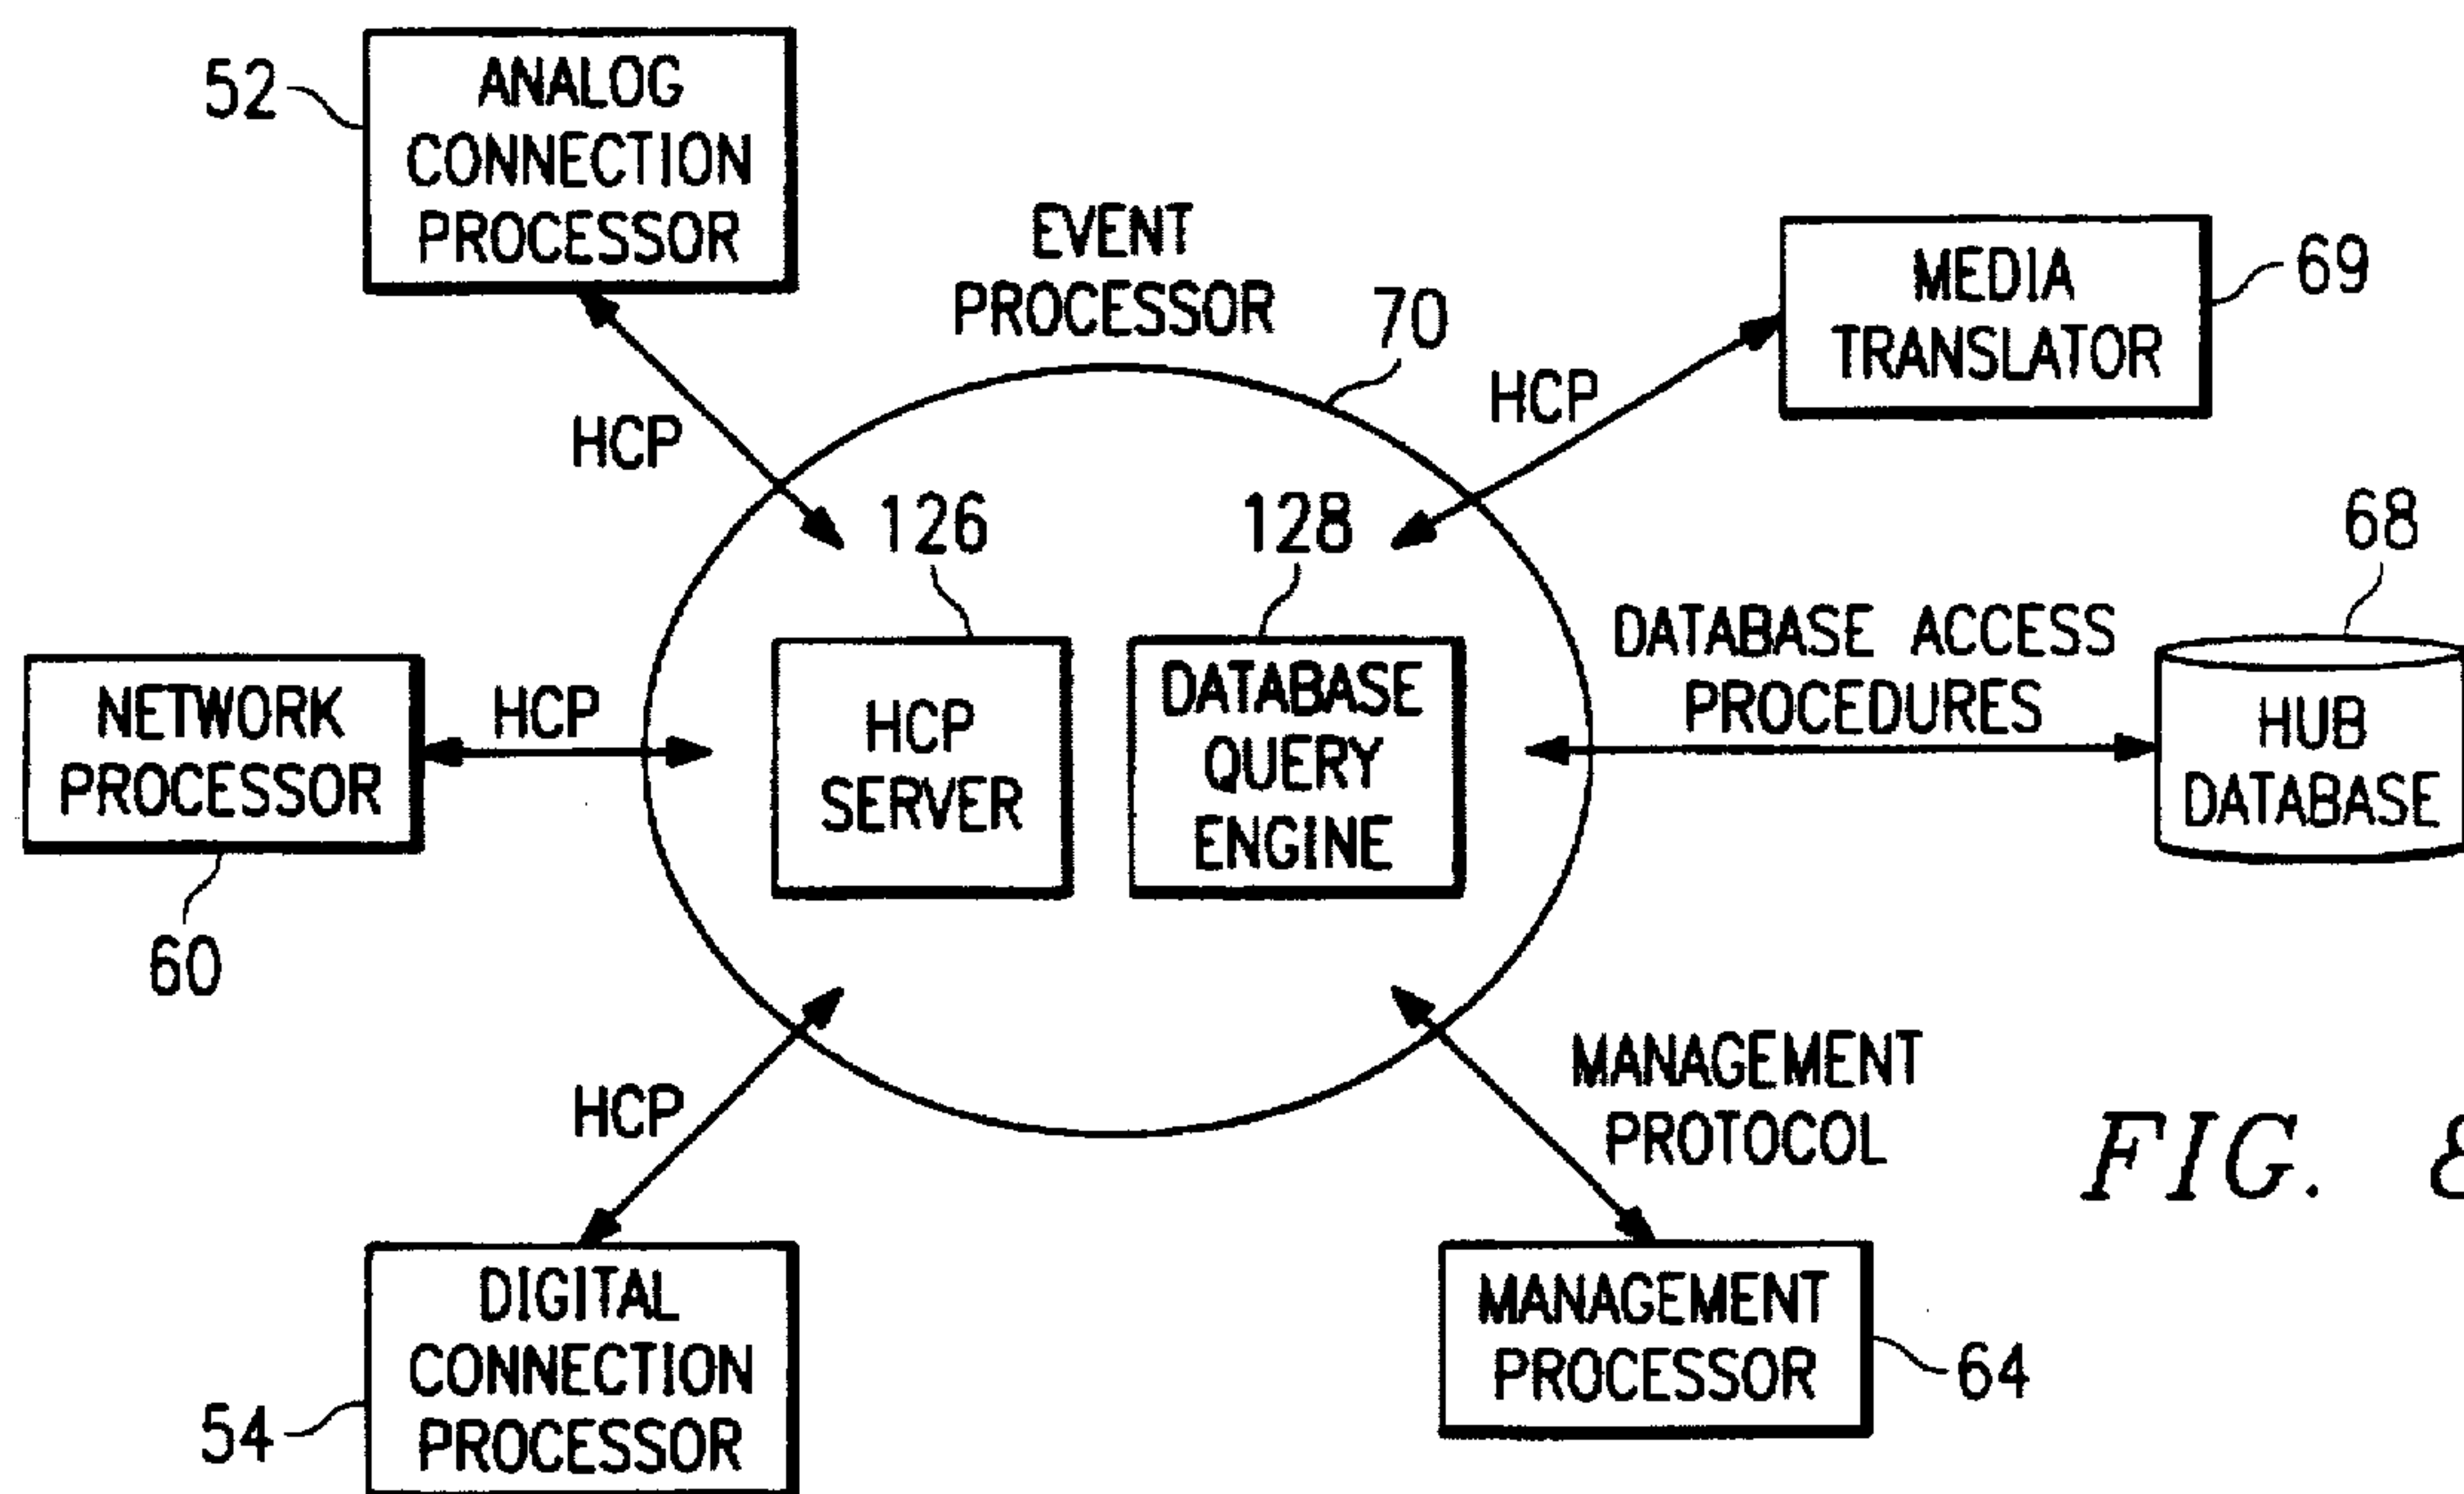 52
ANALOG
CONNECTION
PROCESSOR
EVENT
PROCESSOR
70
HCP
HCP
MEDIA
TRANSLATOR
69
126
128
68
NETWORK
PROCESSOR
60
HCP
HCP
SERVER
DATABASE
QUERY
ENGINE
DATABASE ACCESS
PROCEDURES
HUB
DATABASE
HCP
MANAGEMENT
PROTOCOL
DIGITAL
CONNECTION
PROCESSOR
54
MANAGEMENT
PROCESSOR
64
FIG.